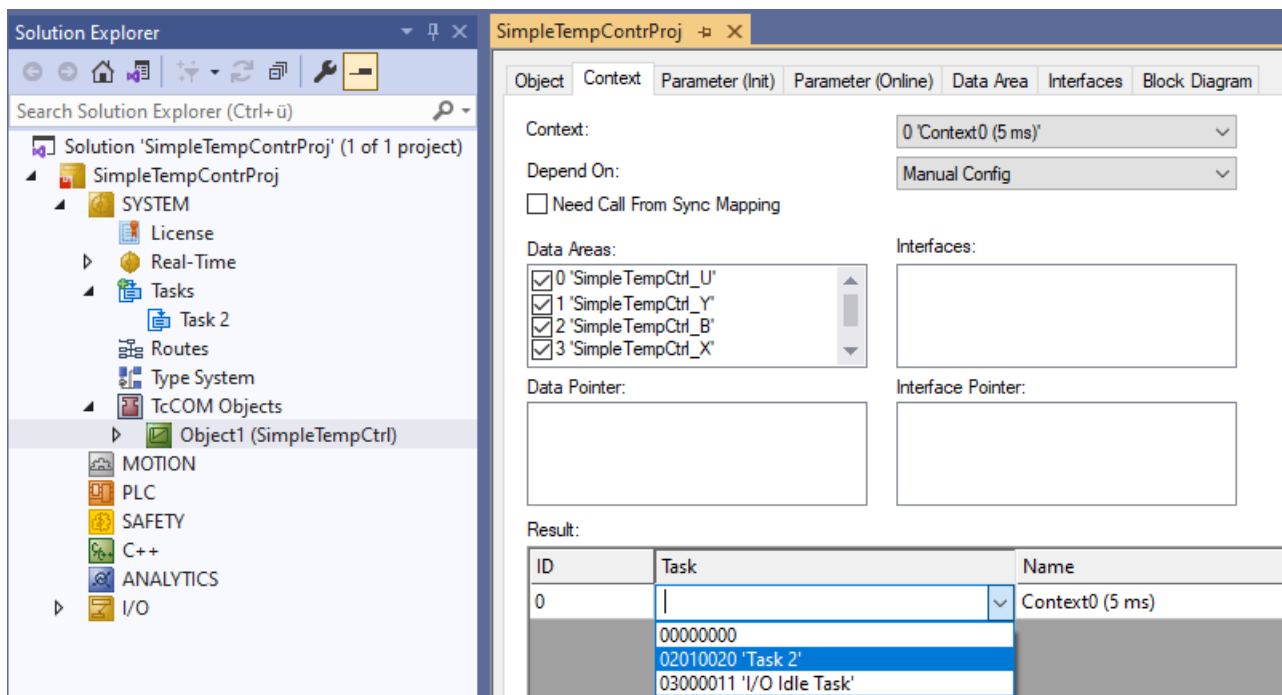 Solution Explorer
Search Solution Explorer (Ctrl+ü)
Solution 'SimpleTempContrProj' (1 of 1 project)
SimpleTempContrProj
SYSTEM
License
Real-Time
Tasks
Task 2
Routes
Type System
TcCOM Objects
Object1 (SimpleTempCtrl)
MOTION
PLC
SAFETY
C++
ANALYTICS
I/O
SimpleTempContrProj
Object Context Parameter (Init) Parameter (Online) Data Area Interfaces Block Diagram
Context: 0 'Context0 (5 ms)'
Depend On: Manual Config
Need Call From Sync Mapping
Data Areas: Interfaces:
0 'SimpleTempCtrl_U'
1 'SimpleTempCtrl_Y'
2 'SimpleTempCtrl_B'
3 'SimpleTempCtrl_X'
Data Pointer: Interface Pointer:
Result:
ID Task Name
0 Context0 (5 ms)
00000000
02010020 'Task 2'
03000011 'I/O Idle Task'